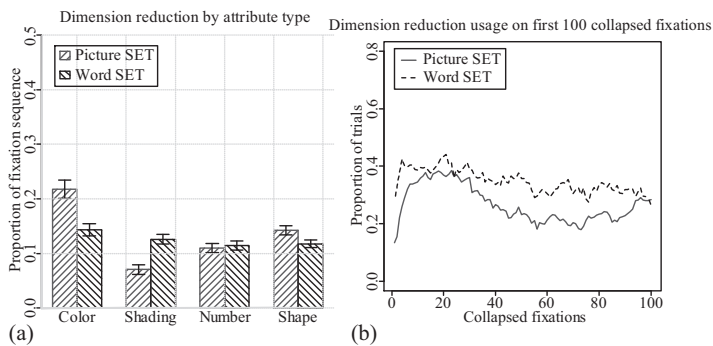 Dimension reduction by attribute type
Proportion of fixation sequence
0.0 0.1 0.2 0.3 0.4 0.5
Picture SET
Word SET
Color Shading Number Shape
(a)
Dimension reduction usage on first 100 collapsed fixations
Proportion of trials
0.0 0.2 0.4 0.6 0.8
Picture SET
Word SET
0 20 40 60 80 100
Collapsed fixations
(b)